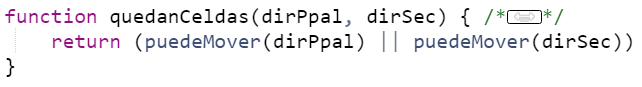 function quedanCeldas(dirPpal, dirSec) { /**/
    return (puedeMover(dirPpal) || puedeMover(dirSec))
}